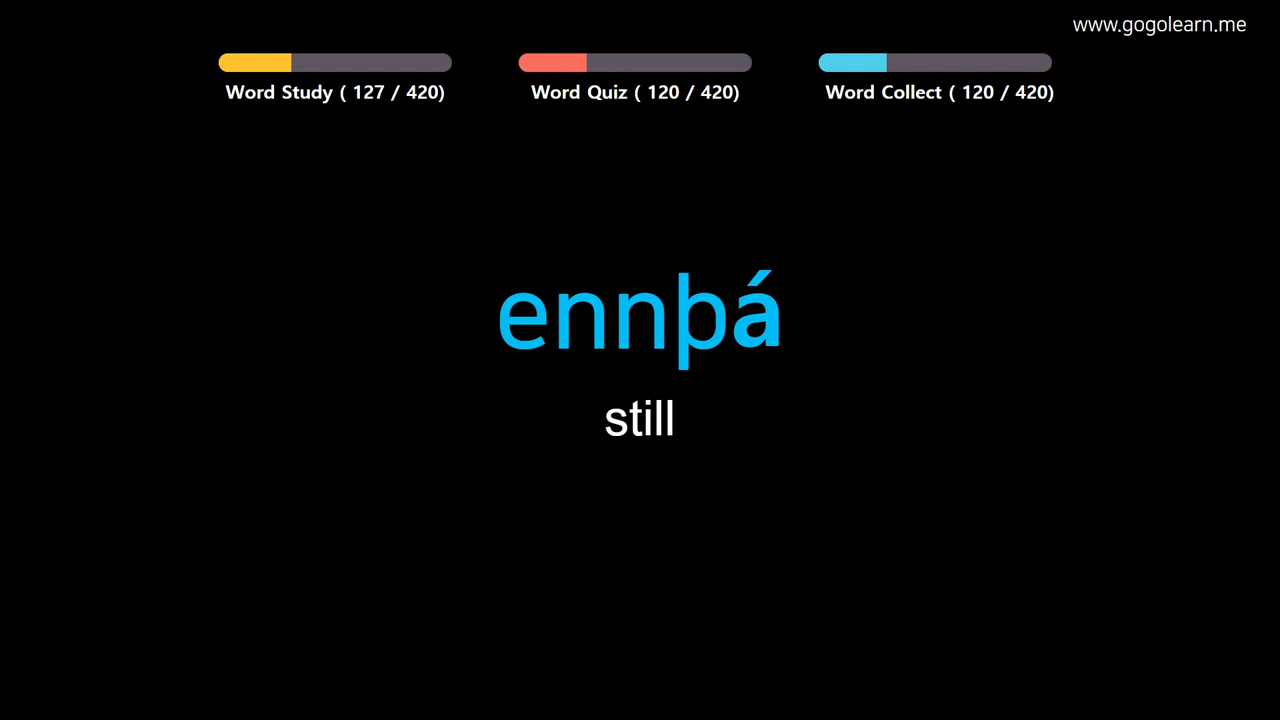 www.gogolearn.me
Word Study ( 127 / 420)
Word Quiz ( 120 / 420)
Word Collect ( 120 / 420)
ennþá
still